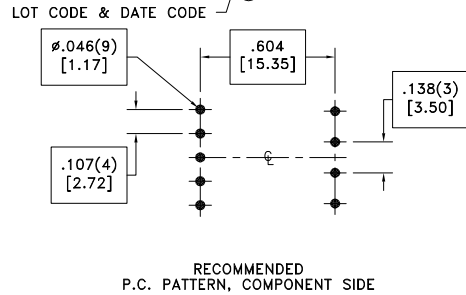 LOT CODE & DATE CODE
ø.046(9)
[1.17]
.604
[15.35]
.138(3)
[3.50]
.107(4)
[2.72]
℄
RECOMMENDED
P.C. PATTERN, COMPONENT SIDE